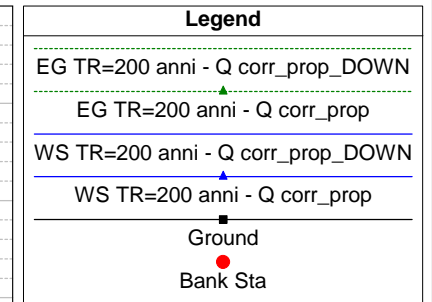 Legend
EG TR=200 anni - Q corr_prop_DOWN
EG TR=200 anni - Q corr_prop
WS TR=200 anni - Q corr_prop_DOWN
WS TR=200 anni - Q corr_prop
Ground
Bank Sta